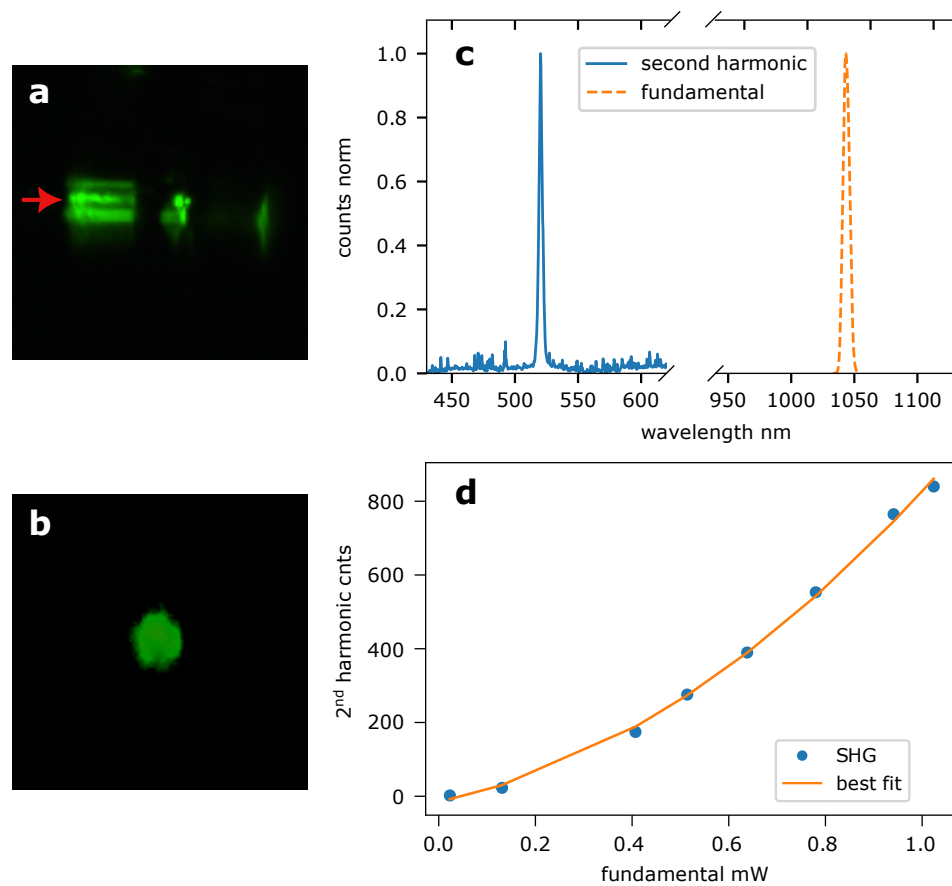 a
b
c
second harmonic
fundamental
counts norm
1.0
0.8
0.6
0.4
0.2
0.0
450 500 550 600 950 1000 1050 1100
wavelength nm
d
2nd harmonic cnts
800
600
400
200
0
SHG
best fit
0.0 0.2 0.4 0.6 0.8 1.0
fundamental mW